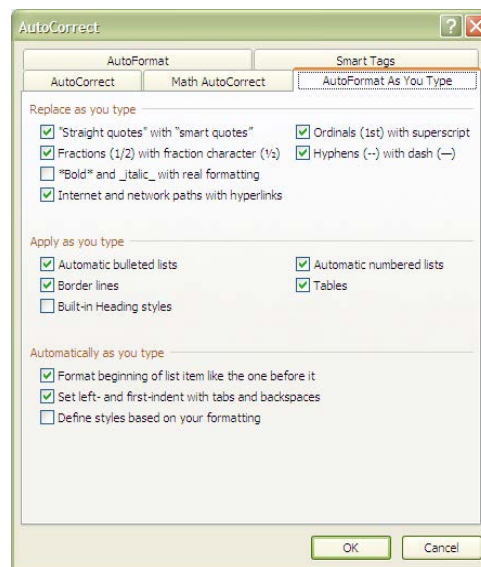 AutoCorrect
AutoFormat Smart Tags
AutoCorrect Math AutoCorrect AutoFormat As You Type
Replace as you type
"Straight quotes" with “smart quotes” Ordinals (1st) with superscript
Fractions (1/2) with fraction character (½) Hyphens (--) with dash (—)
*Bold* and _italic_ with real formatting
Internet and network paths with hyperlinks
Apply as you type
Automatic bulleted lists Automatic numbered lists
Border lines Tables
Built-in Heading styles
Automatically as you type
Format beginning of list item like the one before it
Set left- and first-indent with tabs and backspaces
Define styles based on your formatting
OK Cancel